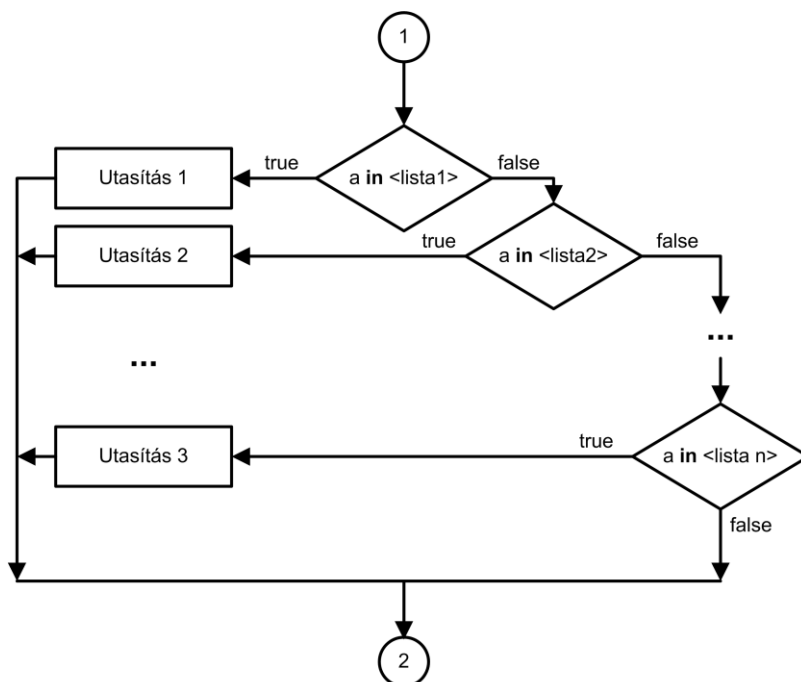 1
true
a in <lista1>
false
Utasítás 1
true
a in <lista2>
false
Utasítás 2
...
...
true
a in <lista n>
Utasítás 3
false
2